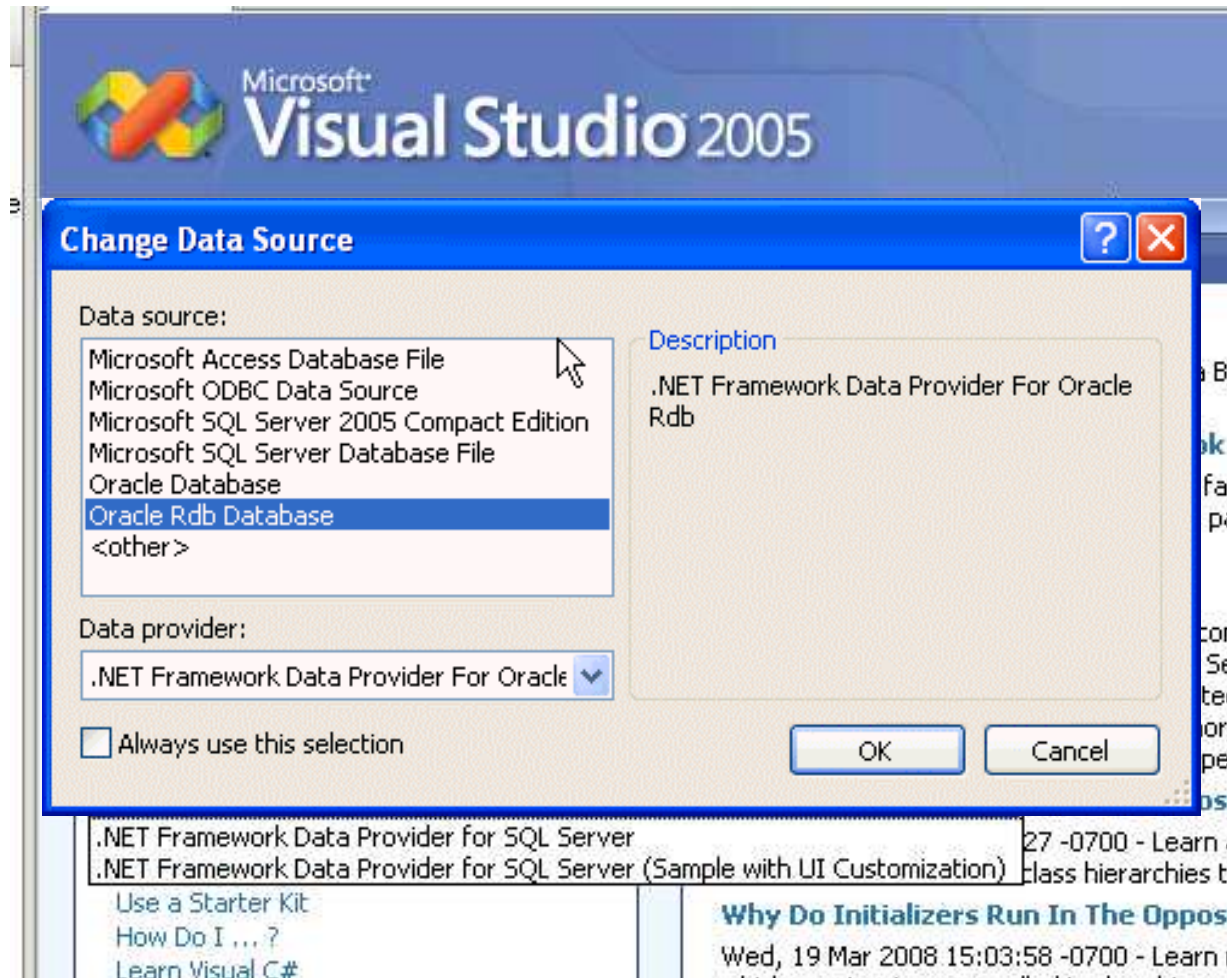 Microsoft
Visual Studio 2005
Change Data Source
Data source:
Microsoft Access Database File
Microsoft ODBC Data Source
Microsoft SQL Server 2005 Compact Edition
Microsoft SQL Server Database File
Oracle Database
Oracle Rdb Database
<other>
Description
.NET Framework Data Provider For Oracle
Rdb
Data provider:
.NET Framework Data Provider For Oracle
Always use this selection
OK
Cancel
.NET Framework Data Provider for SQL Server
.NET Framework Data Provider for SQL Server (Sample with UI Customization)
27 -0700 - Learn
class hierarchies
Use a Starter Kit
How Do I ... ?
Learn Visual C#
Why Do Initializers Run In The Oppos
Wed, 19 Mar 2008 15:03:58 -0700 - Learn